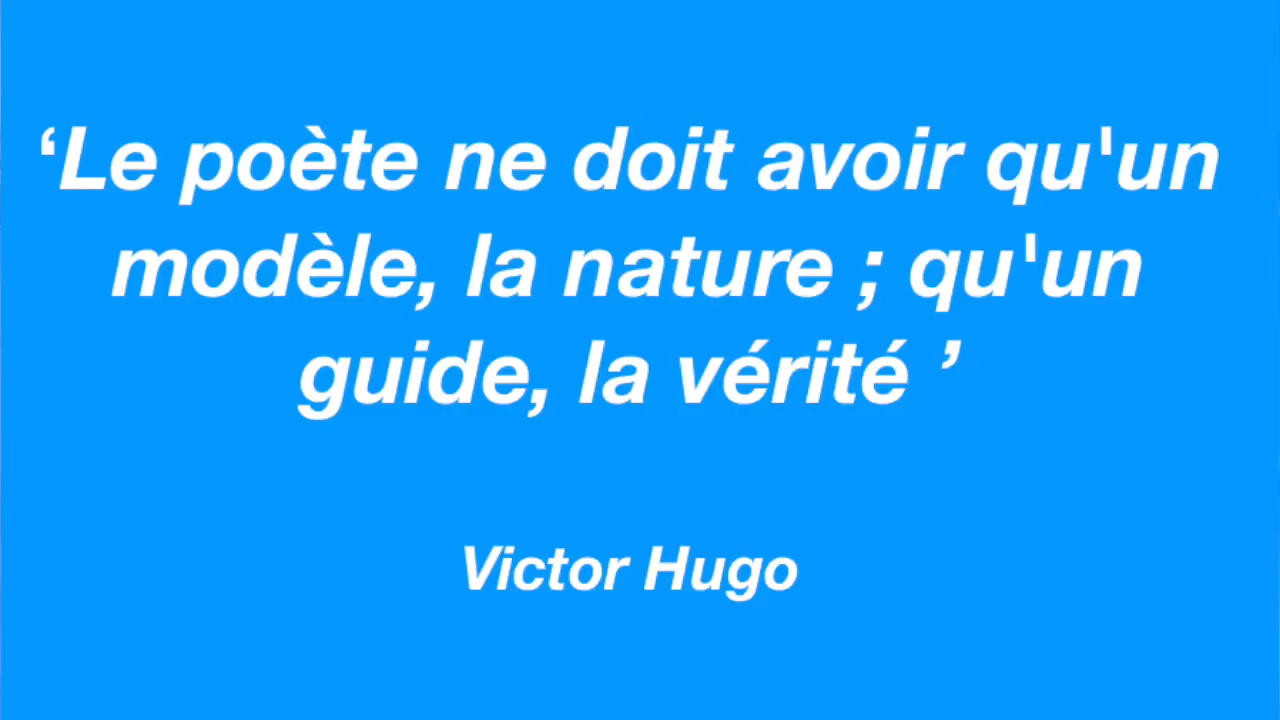 ‘Le poète ne doit avoir qu'un
modèle, la nature ; qu'un
guide, la vérité ’
Victor Hugo